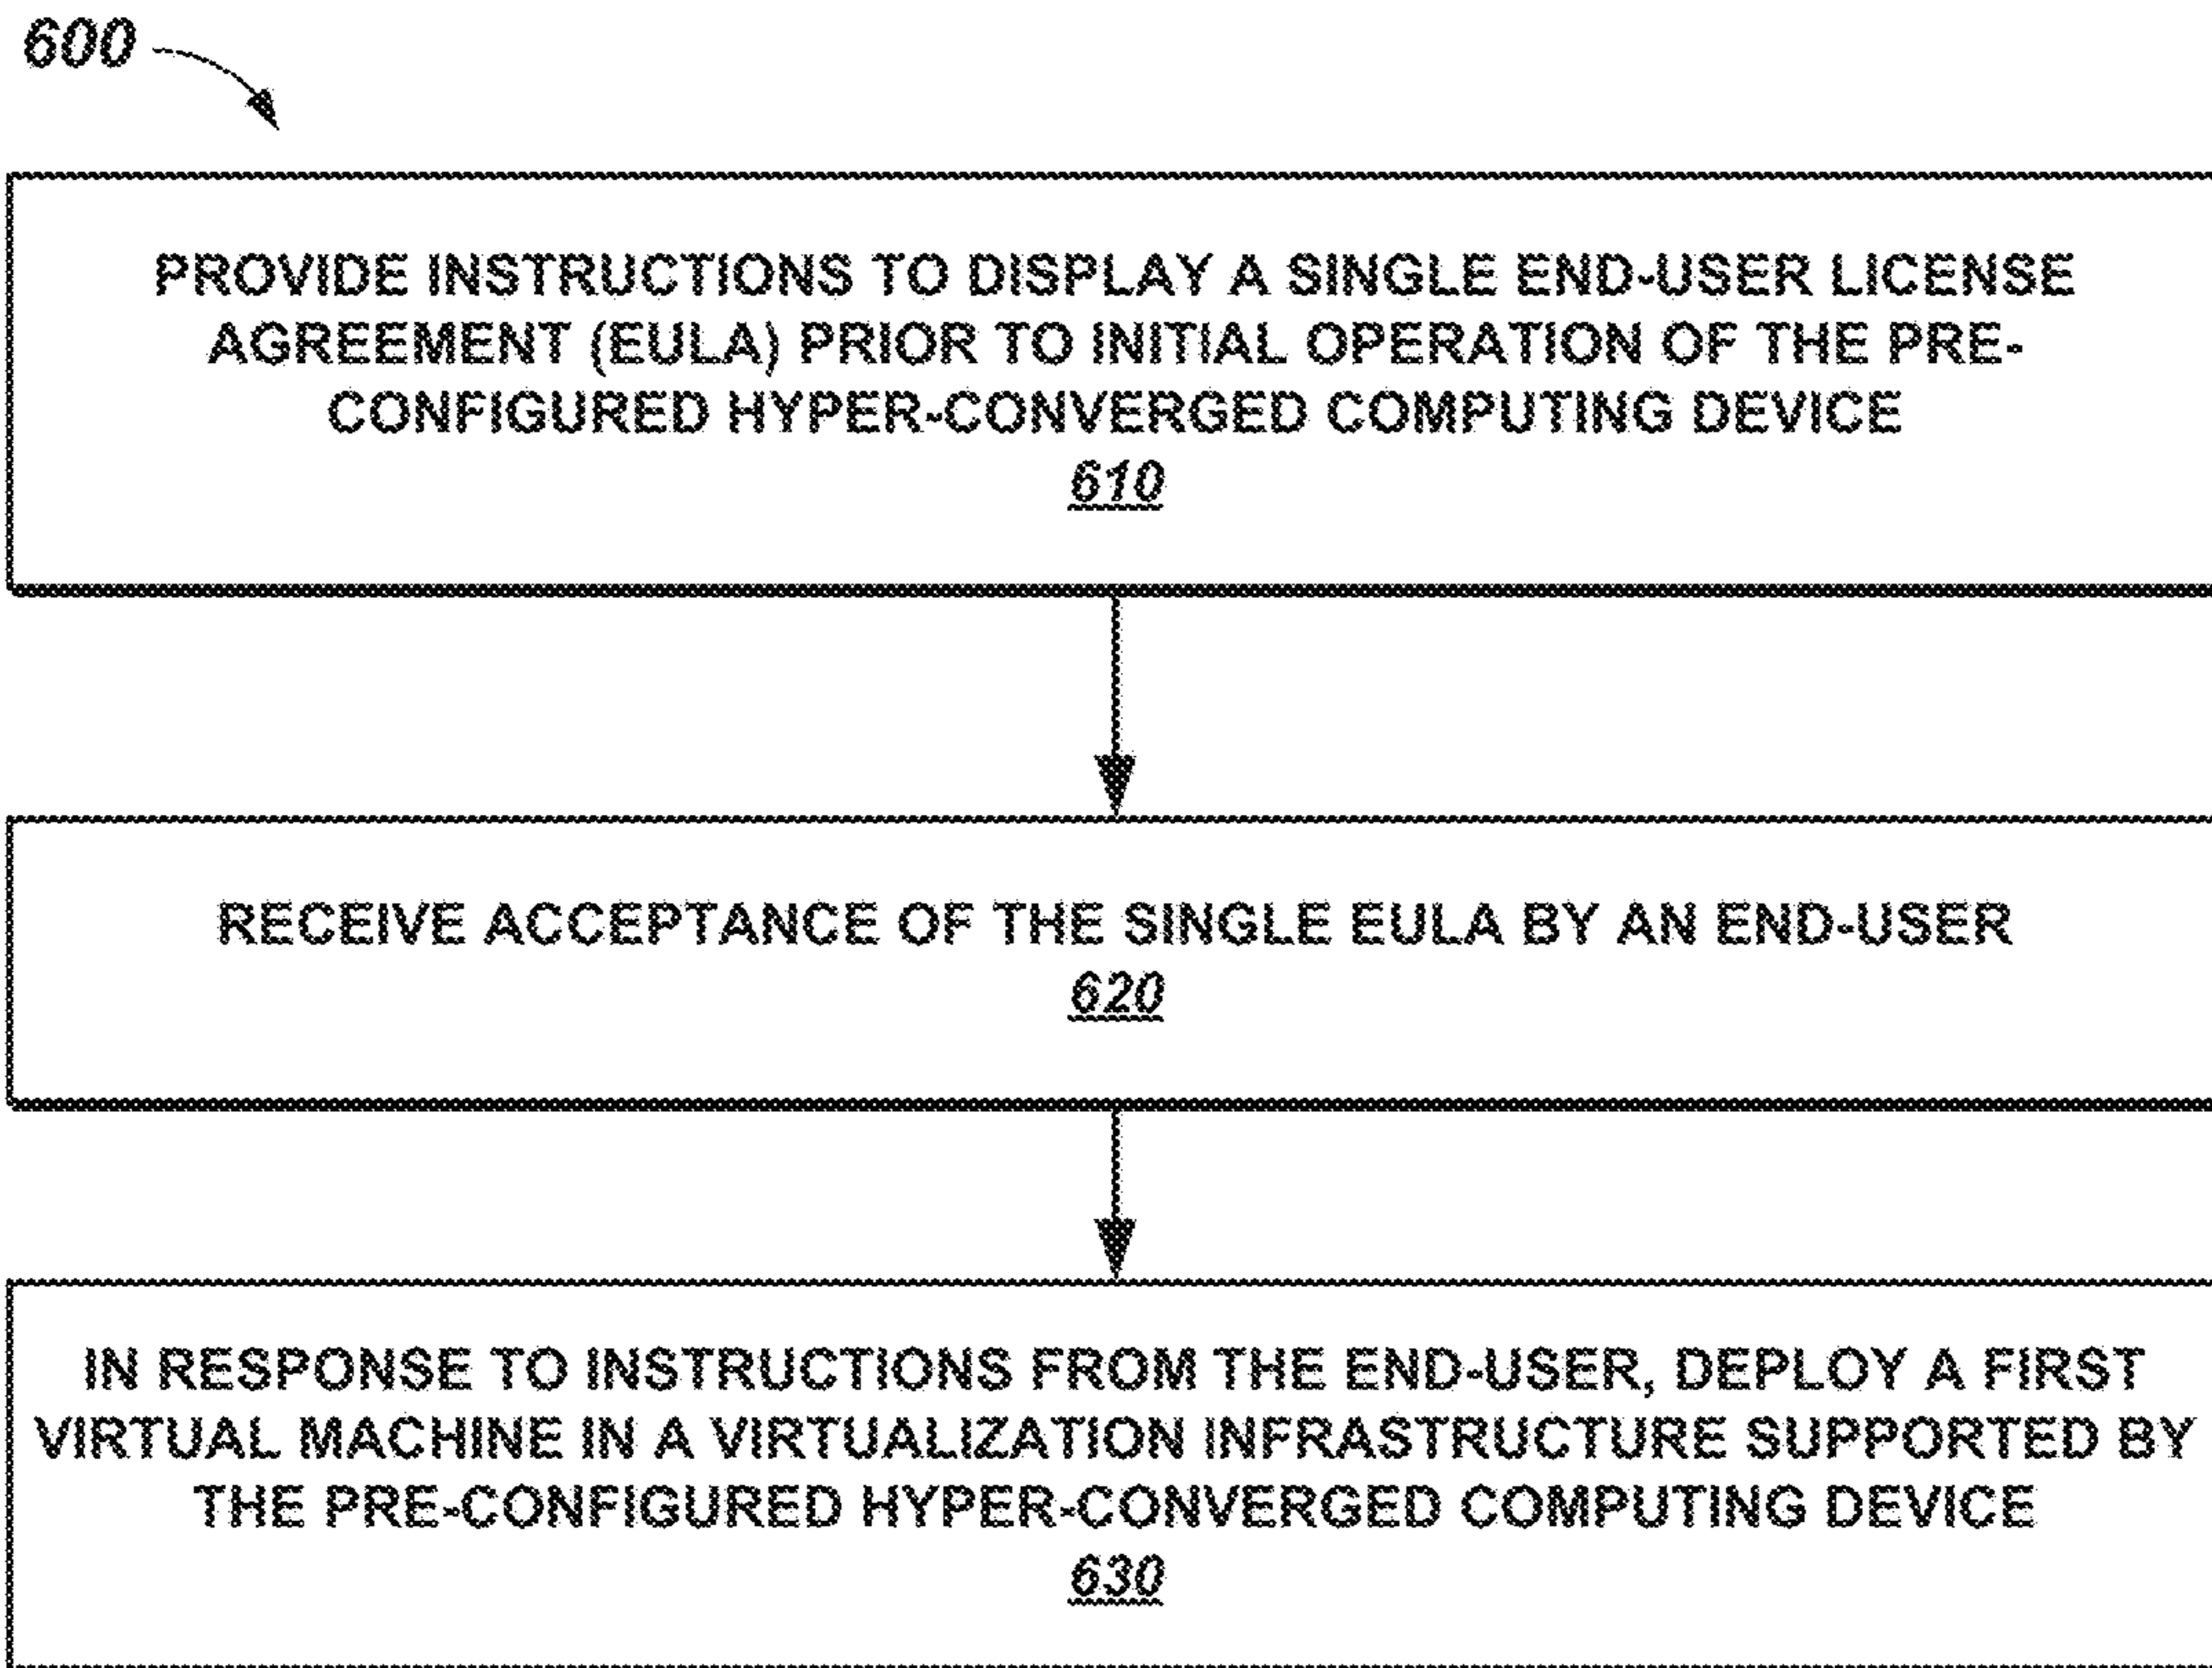 600
PROVIDE INSTRUCTIONS TO DISPLAY A SINGLE END-USER LICENSE
AGREEMENT (EULA) PRIOR TO INITIAL OPERATION OF THE PRE-
CONFIGURED HYPER-CONVERGED COMPUTING DEVICE
610
RECEIVE ACCEPTANCE OF THE SINGLE EULA BY AN END-USER
620
IN RESPONSE TO INSTRUCTIONS FROM THE END-USER, DEPLOY A FIRST
VIRTUAL MACHINE IN A VIRTUALIZATION INFRASTRUCTURE SUPPORTED BY
THE PRE-CONFIGURED HYPER-CONVERGED COMPUTING DEVICE
630